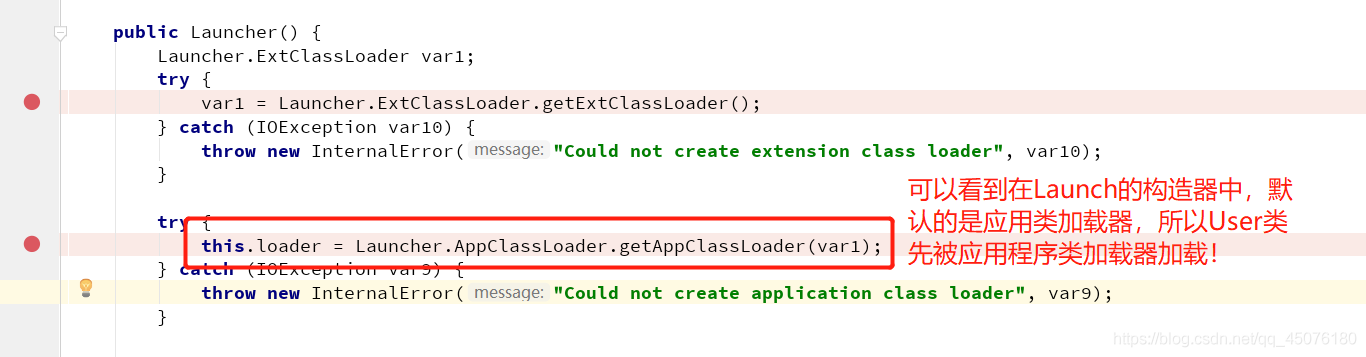 public Launcher() {
Launcher.ExtClassLoader var1;
try {
var1 = Launcher.ExtClassLoader.getExtClassLoader();
} catch (IOException var10) {
throw new InternalError( message: "Could not create extension class loader", var10);
}
try {
this.loader = Launcher.AppClassLoader.getAppClassLoader(var1);
} catch (IOException var9) {
throw new InternalError( message: "Could not create application class loader", var9);
}
可以看到在Launch的构造器中，默
认的是应用类加载器，所以User类
先被应用程序类加载器加载！
https://blog.csdn.net/qq_45076180